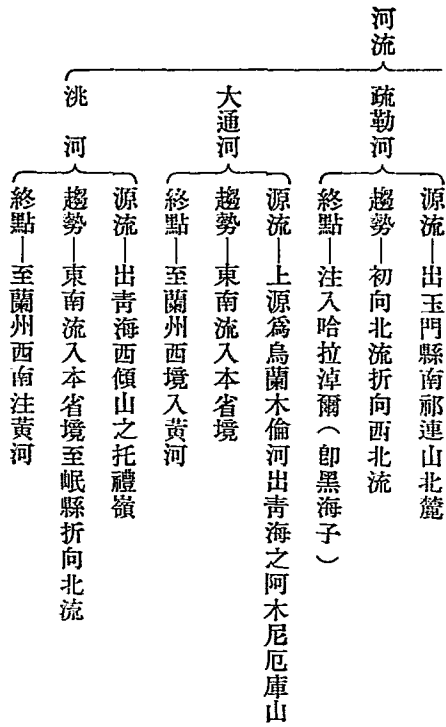 河流
疏勒河
源流—出玉門縣南祁連山北麓
趨勢—初向北流折向西北流
終點—注入哈拉淖爾(卽黑海子)
大通河
源流—上源爲烏蘭木倫河出青海之阿木尼厄庫山
趨勢—東南流入本省境
終點—至蘭州西境入黃河
洮河
源流—出青海西傾山之托禮嶺
趨勢—東南流入本省境至岷縣折向北流
終點—至蘭州西南注黃河